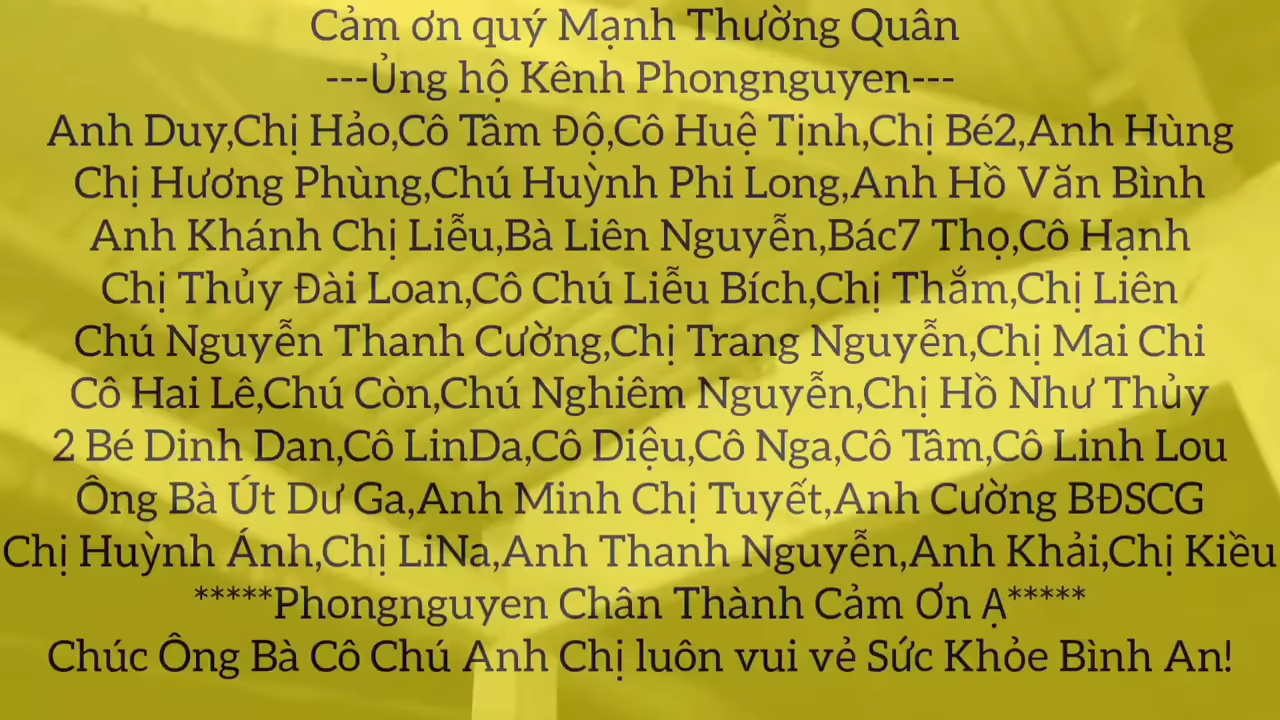 Cảm ơn quý Mạnh Thường Quân
---Ủng hộ Kênh Phongnguyen---
Anh Duy,Chị Hảo,Cô Tâm Độ,Cô Huệ Tịnh,Chị Bé2,Anh Hùng
Chị Hương Phùng,Chú Huỳnh Phi Long,Anh Hồ Văn Bình
Anh Khánh Chị Liễu,Bà Liên Nguyễn,Bác7 Thọ,Cô Hạnh
Chị Thủy Đài Loan,Cô Chú Liễu Bích,Chị Thắm,Chị Liên
Chú Nguyễn Thanh Cường,Chị Trang Nguyễn,Chị Mai Chi
Cô Hai Lê,Chú Còn,Chú Nghiêm Nguyễn,Chị Hồ Như Thủy
2 Bé Dinh Dan,Cô LinDa,Cô Diệu,Cô Nga,Cô Tâm,Cô Linh Lou
Ông Bà Út Dư Ga,Anh Minh Chị Tuyết,Anh Cường BĐSCG
Chị Huỳnh Ánh,Chị LiNa,Anh Thanh Nguyễn,Anh Khải,Chị Kiều
*****Phongnguyen Chân Thành Cảm Ơn Ạ*****
Chúc Ông Bà Cô Chú Anh Chị luôn vui vẻ Sức Khỏe Bình An!